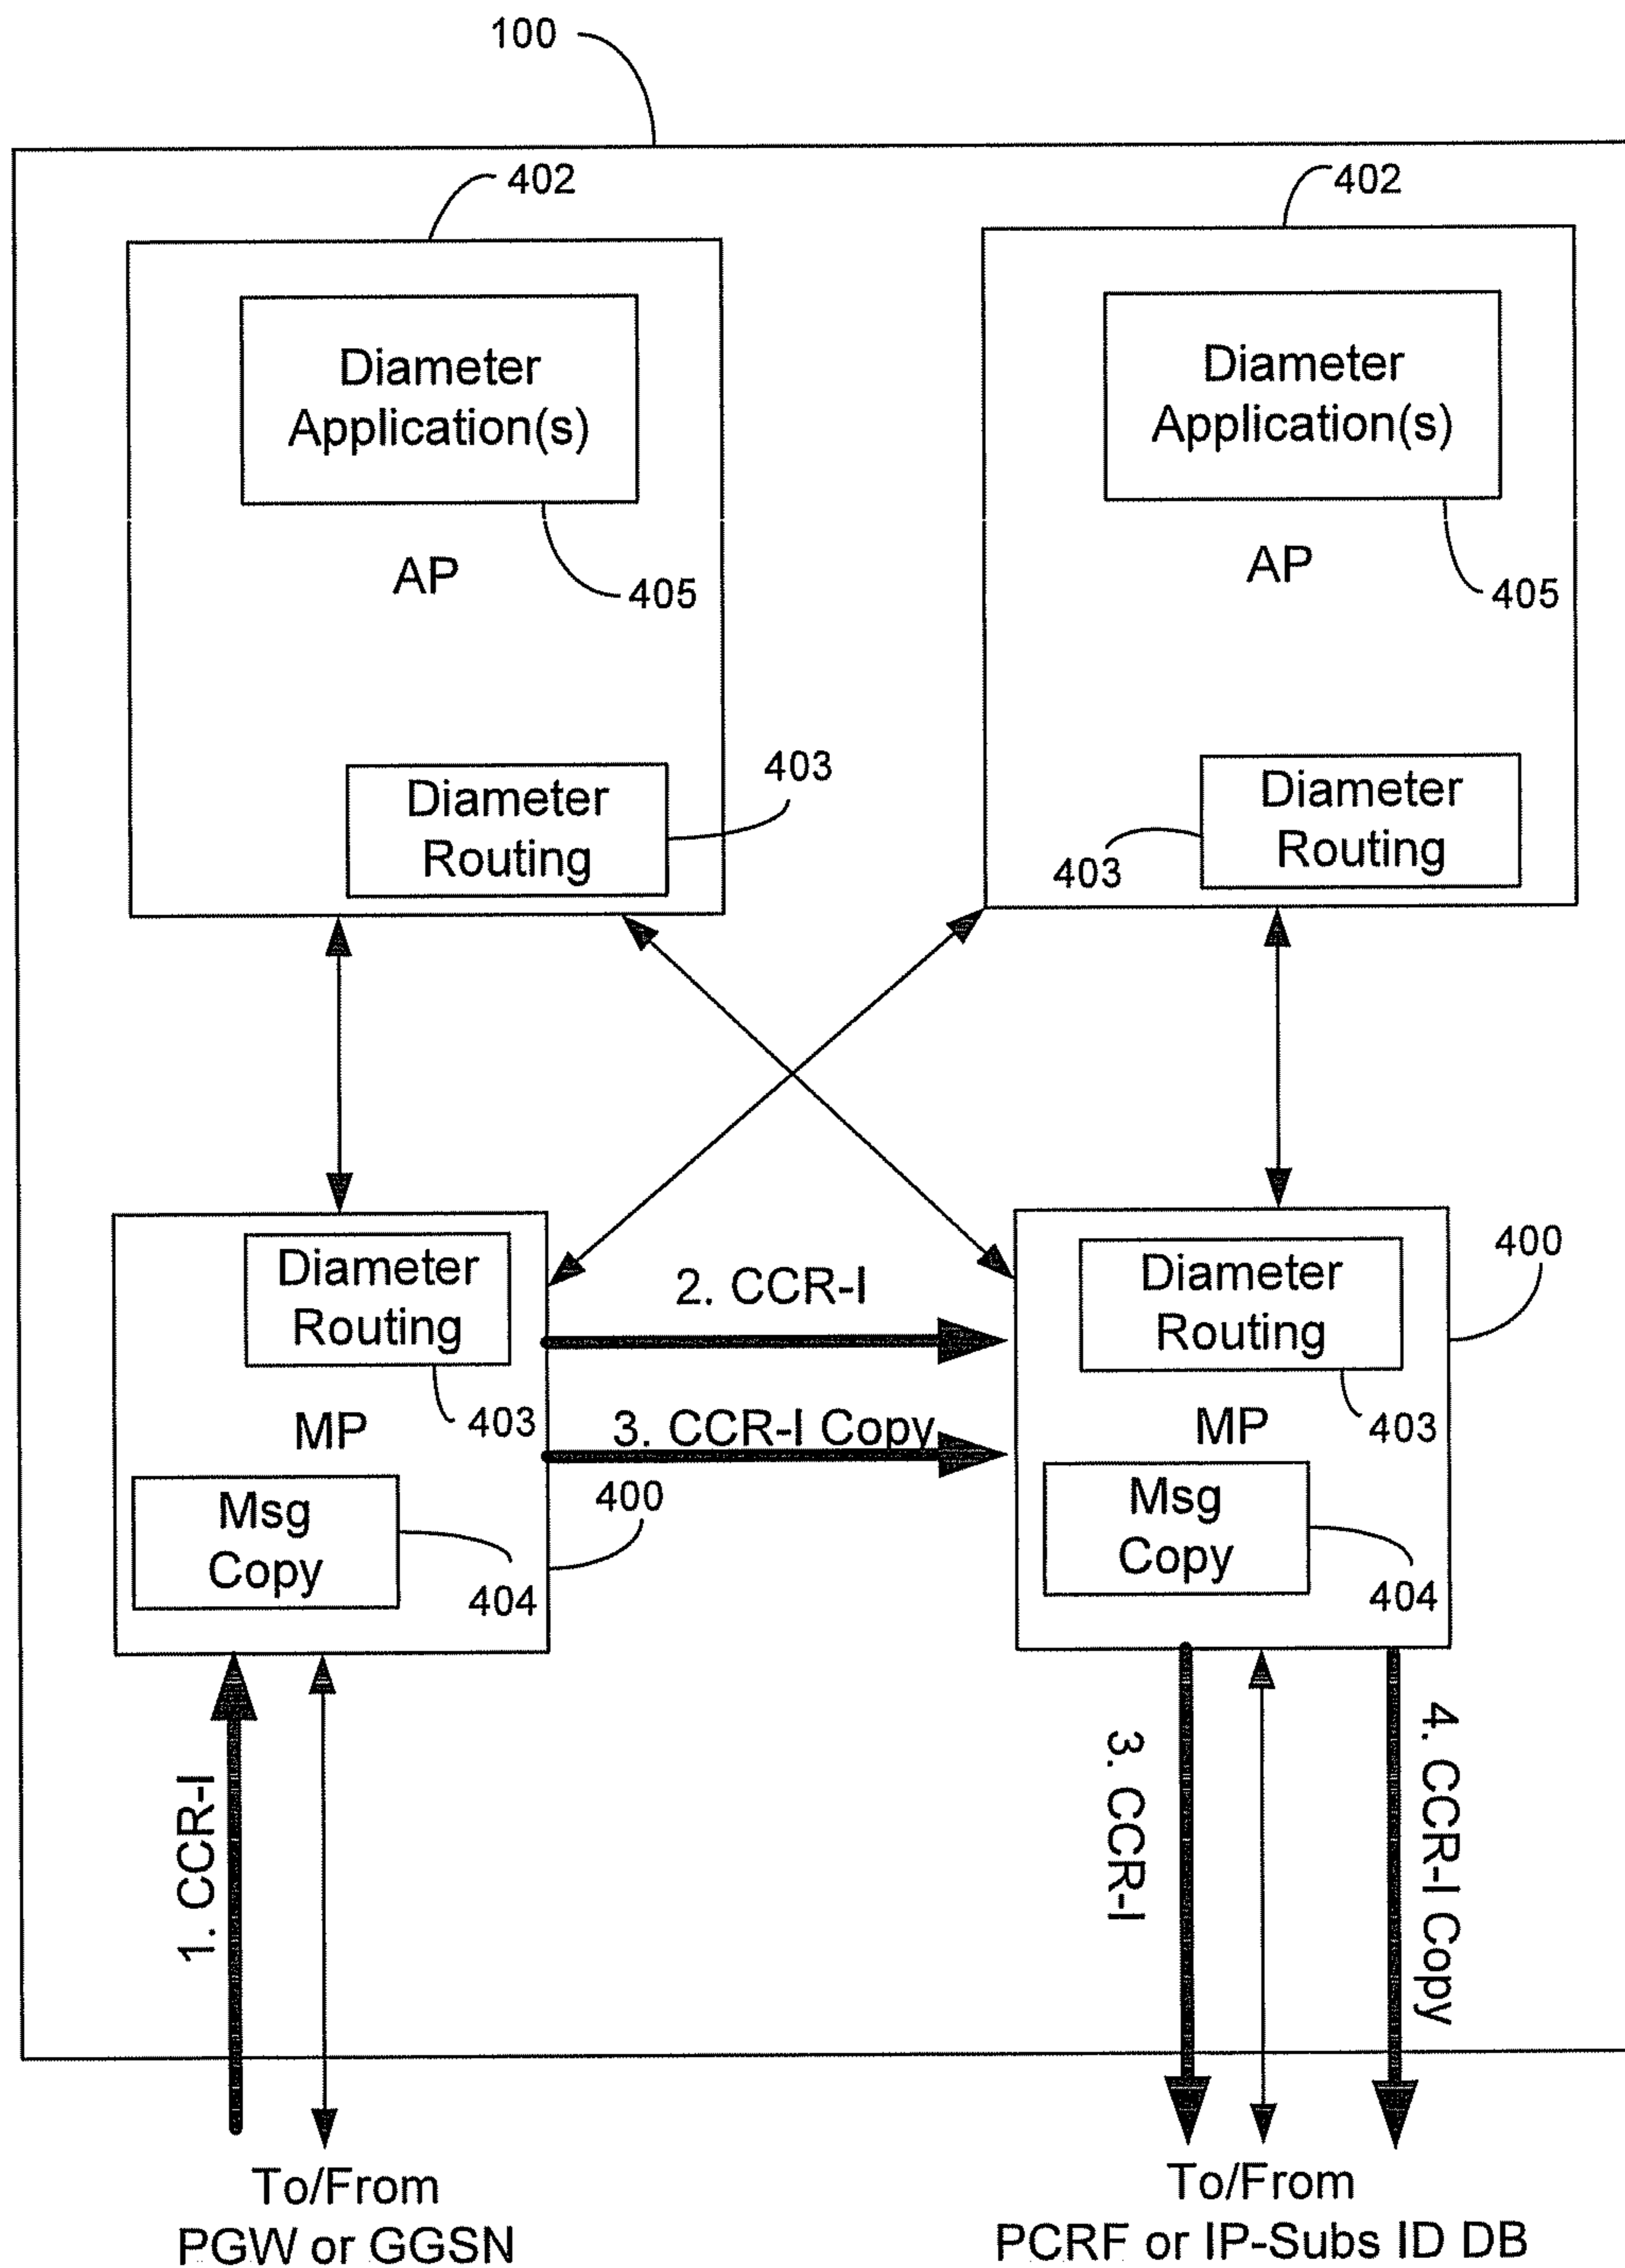 100
402
402
Diameter
Application(s)
Diameter
Application(s)
AP
405
AP
405
403
Diameter
Routing
Diameter
Routing
403
Diameter
Routing
2. CCR-I
Diameter
Routing
400
MP
403
3. CCR-I Copy
MP
403
Msg
Copy
400
404
Msg
Copy
404
1. CCR-I
3. CCR-I
4. CCR-I Copy
To/From
PGW or GGSN
To/From
PCRF or IP-Subs ID DB